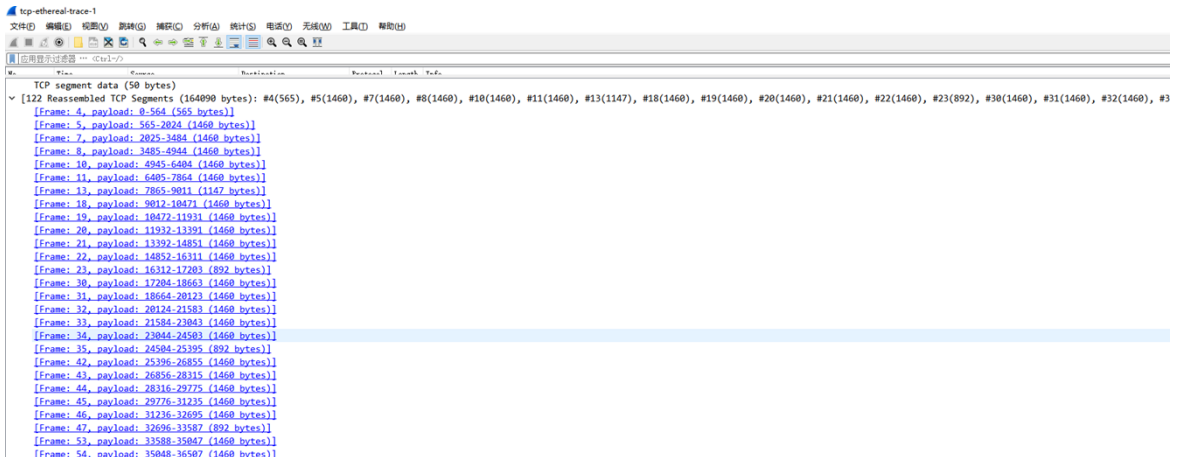 tcp-ethereal-trace-1
文件(F) 编辑(E) 视图(V) 跳转(G) 捕获(C) 分析(A) 统计(S) 电话(Y) 无线(W) 工具(T) 帮助(H)
应用显示过滤器 … <Ctrl-/>
No. Time Source Destination Protocol Length Info
TCP segment data (50 bytes)
[122 Reassembled TCP Segments (164090 bytes): #4(565), #5(1460), #7(1460), #8(1460), #10(1460), #11(1460), #13(1147), #18(1460), #19(1460), #20(1460), #21(1460), #22(1460), #23(892), #30(1460), #31(1460), #32(1460), #3
[Frame: 4, payload: 0-564 (565 bytes)]
[Frame: 5, payload: 565-2024 (1460 bytes)]
[Frame: 7, payload: 2025-3484 (1460 bytes)]
[Frame: 8, payload: 3485-4944 (1460 bytes)]
[Frame: 10, payload: 4945-6404 (1460 bytes)]
[Frame: 11, payload: 6405-7864 (1460 bytes)]
[Frame: 13, payload: 7865-9011 (1147 bytes)]
[Frame: 18, payload: 9012-10471 (1460 bytes)]
[Frame: 19, payload: 10472-11931 (1460 bytes)]
[Frame: 20, payload: 11932-13391 (1460 bytes)]
[Frame: 21, payload: 13392-14851 (1460 bytes)]
[Frame: 22, payload: 14852-16311 (1460 bytes)]
[Frame: 23, payload: 16312-17203 (892 bytes)]
[Frame: 30, payload: 17204-18663 (1460 bytes)]
[Frame: 31, payload: 18664-20123 (1460 bytes)]
[Frame: 32, payload: 20124-21583 (1460 bytes)]
[Frame: 33, payload: 21584-23043 (1460 bytes)]
[Frame: 34, payload: 23044-24503 (1460 bytes)]
[Frame: 35, payload: 24504-25395 (892 bytes)]
[Frame: 42, payload: 25396-26855 (1460 bytes)]
[Frame: 43, payload: 26856-28315 (1460 bytes)]
[Frame: 44, payload: 28316-29775 (1460 bytes)]
[Frame: 45, payload: 29776-31235 (1460 bytes)]
[Frame: 46, payload: 31236-32695 (1460 bytes)]
[Frame: 47, payload: 32696-33587 (892 bytes)]
[Frame: 53, payload: 33588-35047 (1460 bytes)]
[Frame: 54, payload: 35048-36507 (1460 bytes)]